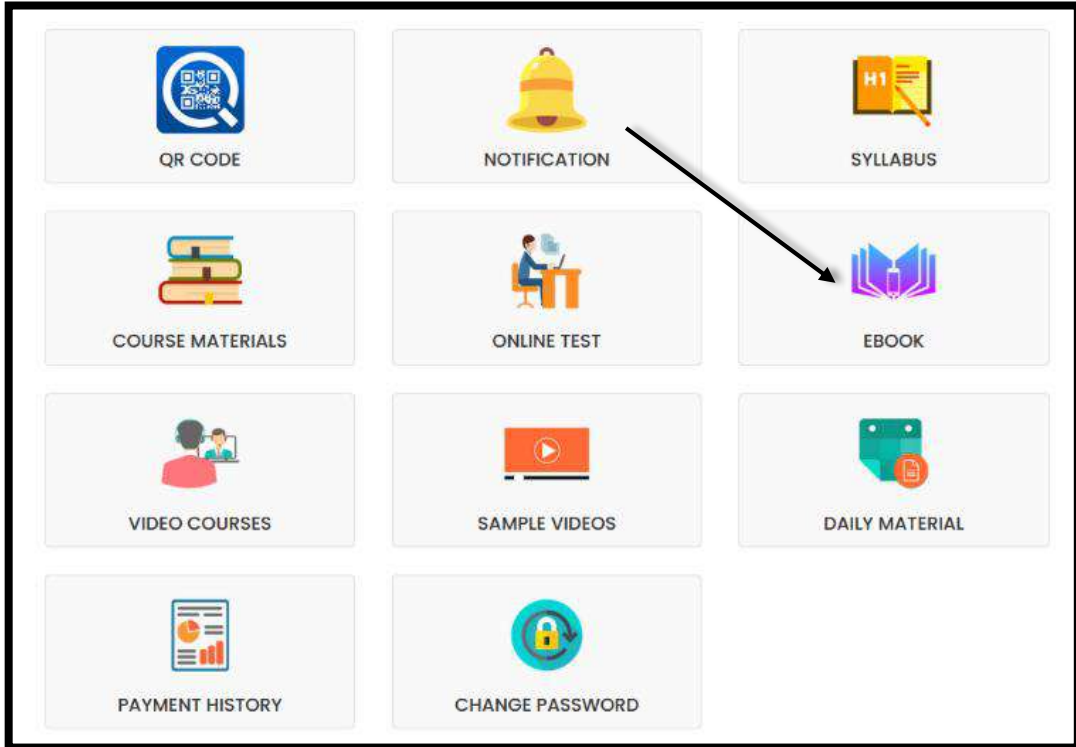 QR CODE
NOTIFICATION
H1
SYLLABUS
COURSE MATERIALS
ONLINE TEST
EBOOK
VIDEO COURSES
SAMPLE VIDEOS
DAILY MATERIAL
PAYMENT HISTORY
CHANGE PASSWORD